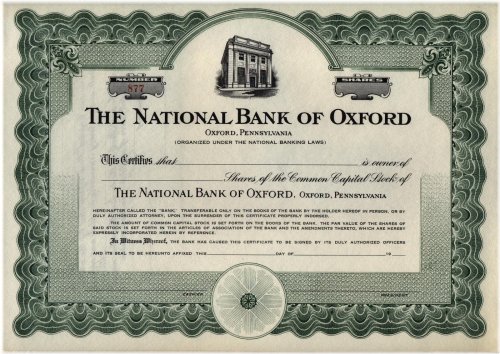 NUMBER
877
SHARES
THE NATIONAL BANK OF OXFORD
OXFORD, PENNSYLVANIA
(ORGANIZED UNDER THE NATIONAL BANKING LAWS)
This Certifies that is owner of
Shares of the Common Capital Stock of
THE NATIONAL BANK OF OXFORD, OXFORD, PENNSYLVANIA
HEREINAFTER CALLED THE "BANK," TRANSFERABLE ONLY ON THE BOOKS OF THE BANK BY THE HOLDER HEREOF IN PERSON, OR BY
DULY AUTHORIZED ATTORNEY, UPON THE SURRENDER OF THIS CERTIFICATE PROPERLY INDORSED.
THE AMOUNT OF COMMON CAPITAL STOCK IS SET FORTH ON THE BOOKS OF THE BANK. THE PAR VALUE OF THE SHARES OF
SAID STOCK IS SET FORTH IN THE ARTICLES OF ASSOCIATION OF THE BANK AND THE AMENDMENTS THERETO, WHICH ARE HEREBY
EXPRESSLY INCORPORATED HEREIN BY REFERENCE.
In Witness Whereof, THE BANK HAS CAUSED THIS CERTIFICATE TO BE SIGNED BY ITS DULY AUTHORIZED OFFICERS
AND ITS SEAL TO BE HEREUNTO AFFIXED THIS DAY OF 19
CASHIER
PRESIDENT